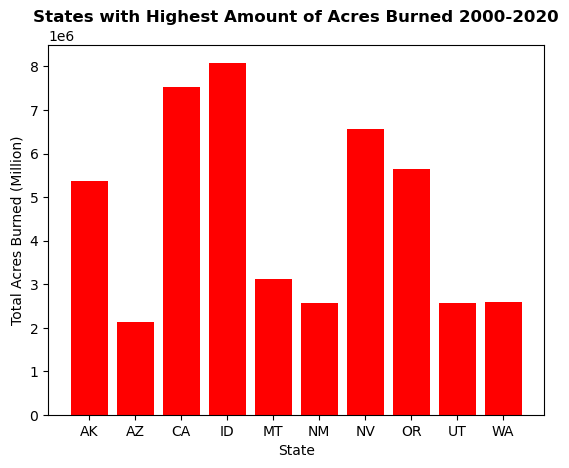 States with Highest Amount of Acres Burned 2000-2020
1e6
Total Acres Burned (Million)
8
7
6
5
4
3
2
1
0
AK AZ CA ID MT NM NV OR UT WA
State